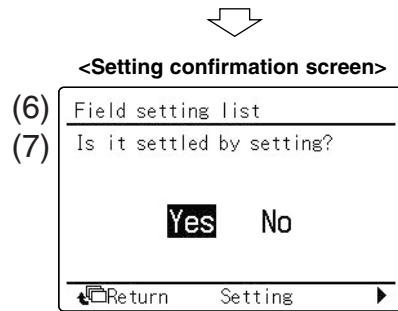 <Setting confirmation screen>
(6) Field setting list
(7) Is it settled by setting?
Yes No
Return Setting